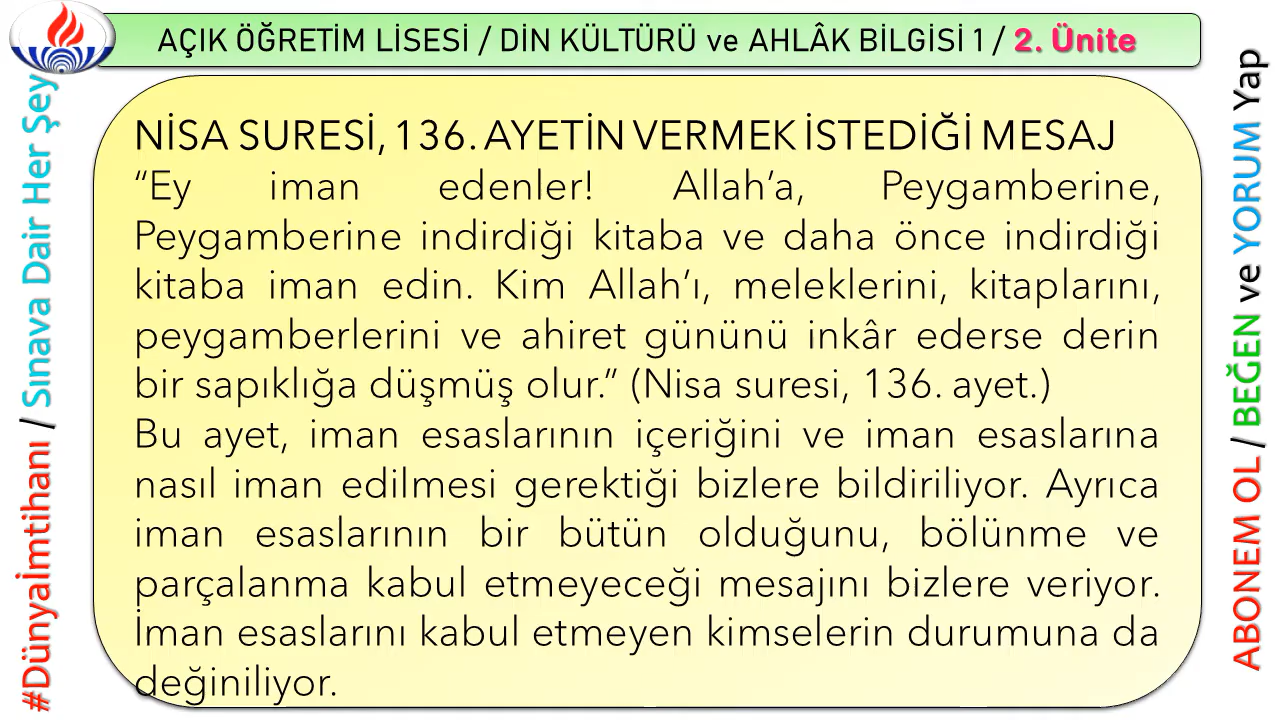 AÇIK ÖĞRETİM LİSESİ / DİN KÜLTÜRÜ ve AHLÂK BİLGİSİ 1 / 2. Ünite
#Dünyaİmtihanı / Sınava Dair Her Şey
NİSA SURESİ, 136. AYETİN VERMEK İSTEDİĞİ MESAJ
“Ey iman edenler! Allah’a, Peygamberine,
Peygamberine indirdiği kitaba ve daha önce indirdiği
kitaba iman edin. Kim Allah’ı, meleklerini, kitaplarını,
peygamberlerini ve ahiret gününü inkâr ederse derin
bir sapıklığa düşmüş olur.” (Nisa suresi, 136. ayet.)
Bu ayet, iman esaslarının içeriğini ve iman esaslarına
nasıl iman edilmesi gerektiği bizlere bildiriliyor. Ayrıca
iman esaslarının bir bütün olduğunu, bölünme ve
parçalanma kabul etmeyeceği mesajını bizlere veriyor.
İman esaslarını kabul etmeyen kimselerin durumuna da
değiniliyor.
ABONEM OL / BEĞEN ve YORUM Yap